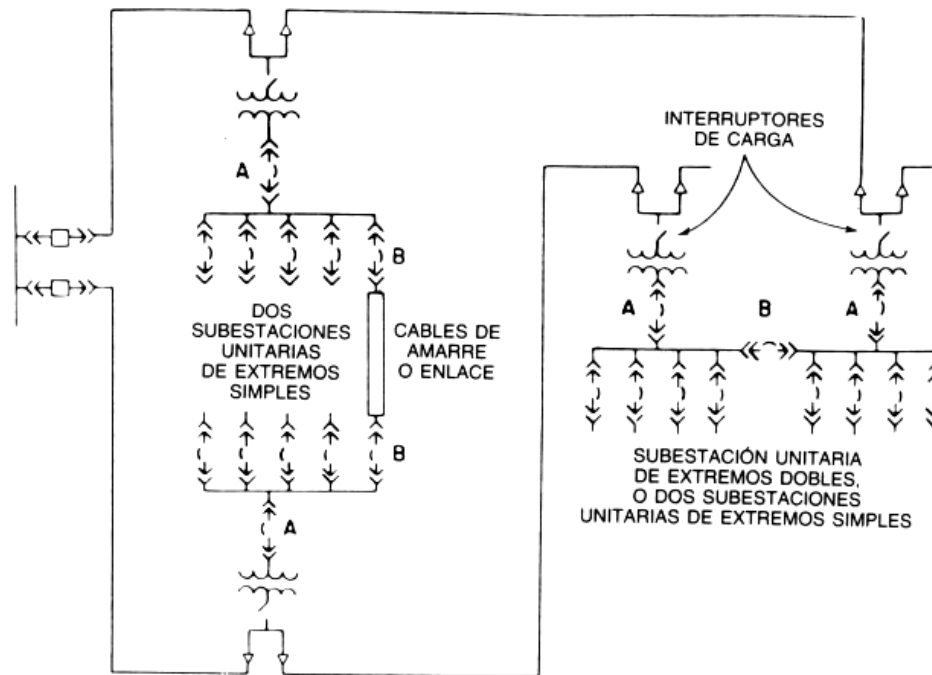 INTERRUPTORES
DE CARGA
A
B
DOS
SUBESTACIONES
UNITARIAS
DE EXTREMOS
SIMPLES
CABLES DE
AMARRE
O ENLACE
B
A
A
B
A
SUBESTACIÓN UNITARIA
DE EXTREMOS DOBLES,
O DOS SUBESTACIONES
UNITARIAS DE EXTREMOS SIMPLES